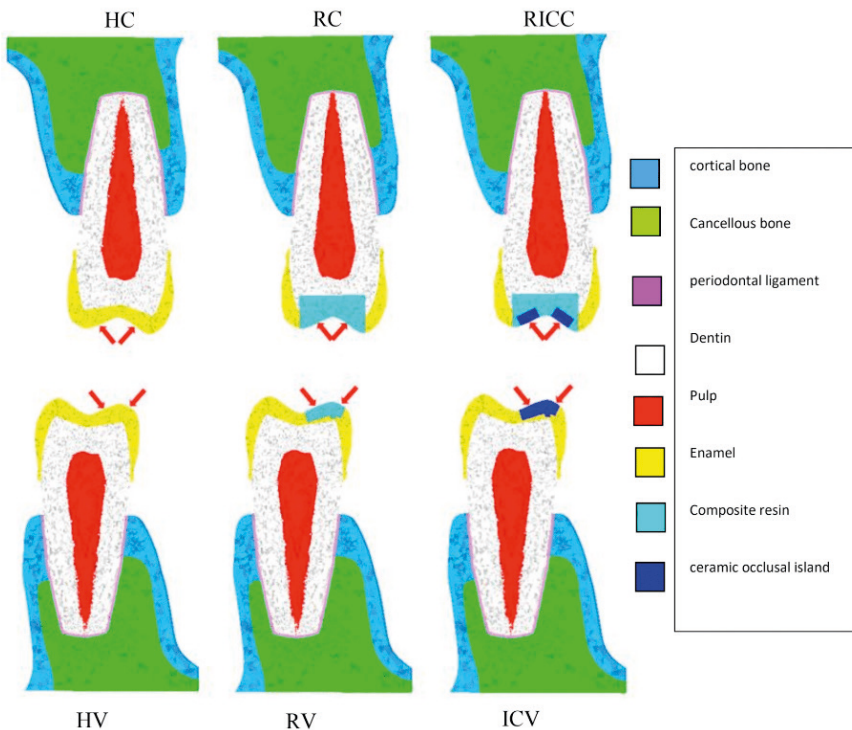 HC
RC
RICC
cortical bone
Cancellous bone
periodontal ligament
Dentin
Pulp
Enamel
Composite resin
ceramic occlusal island
HV
RV
ICV